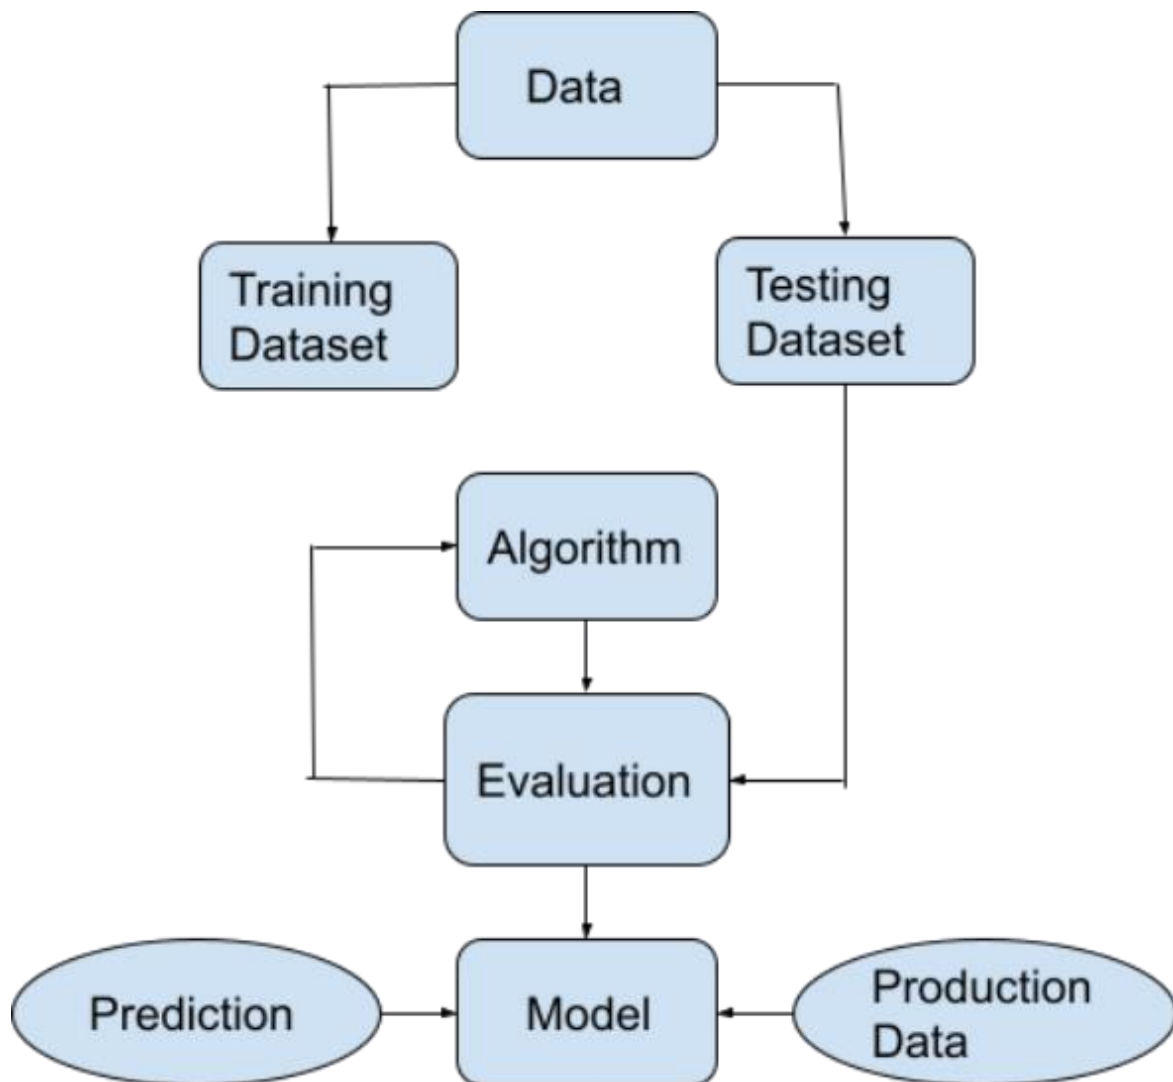 Data
Training
Dataset
Testing
Dataset
Algorithm
Evaluation
Prediction
Model
Production
Data